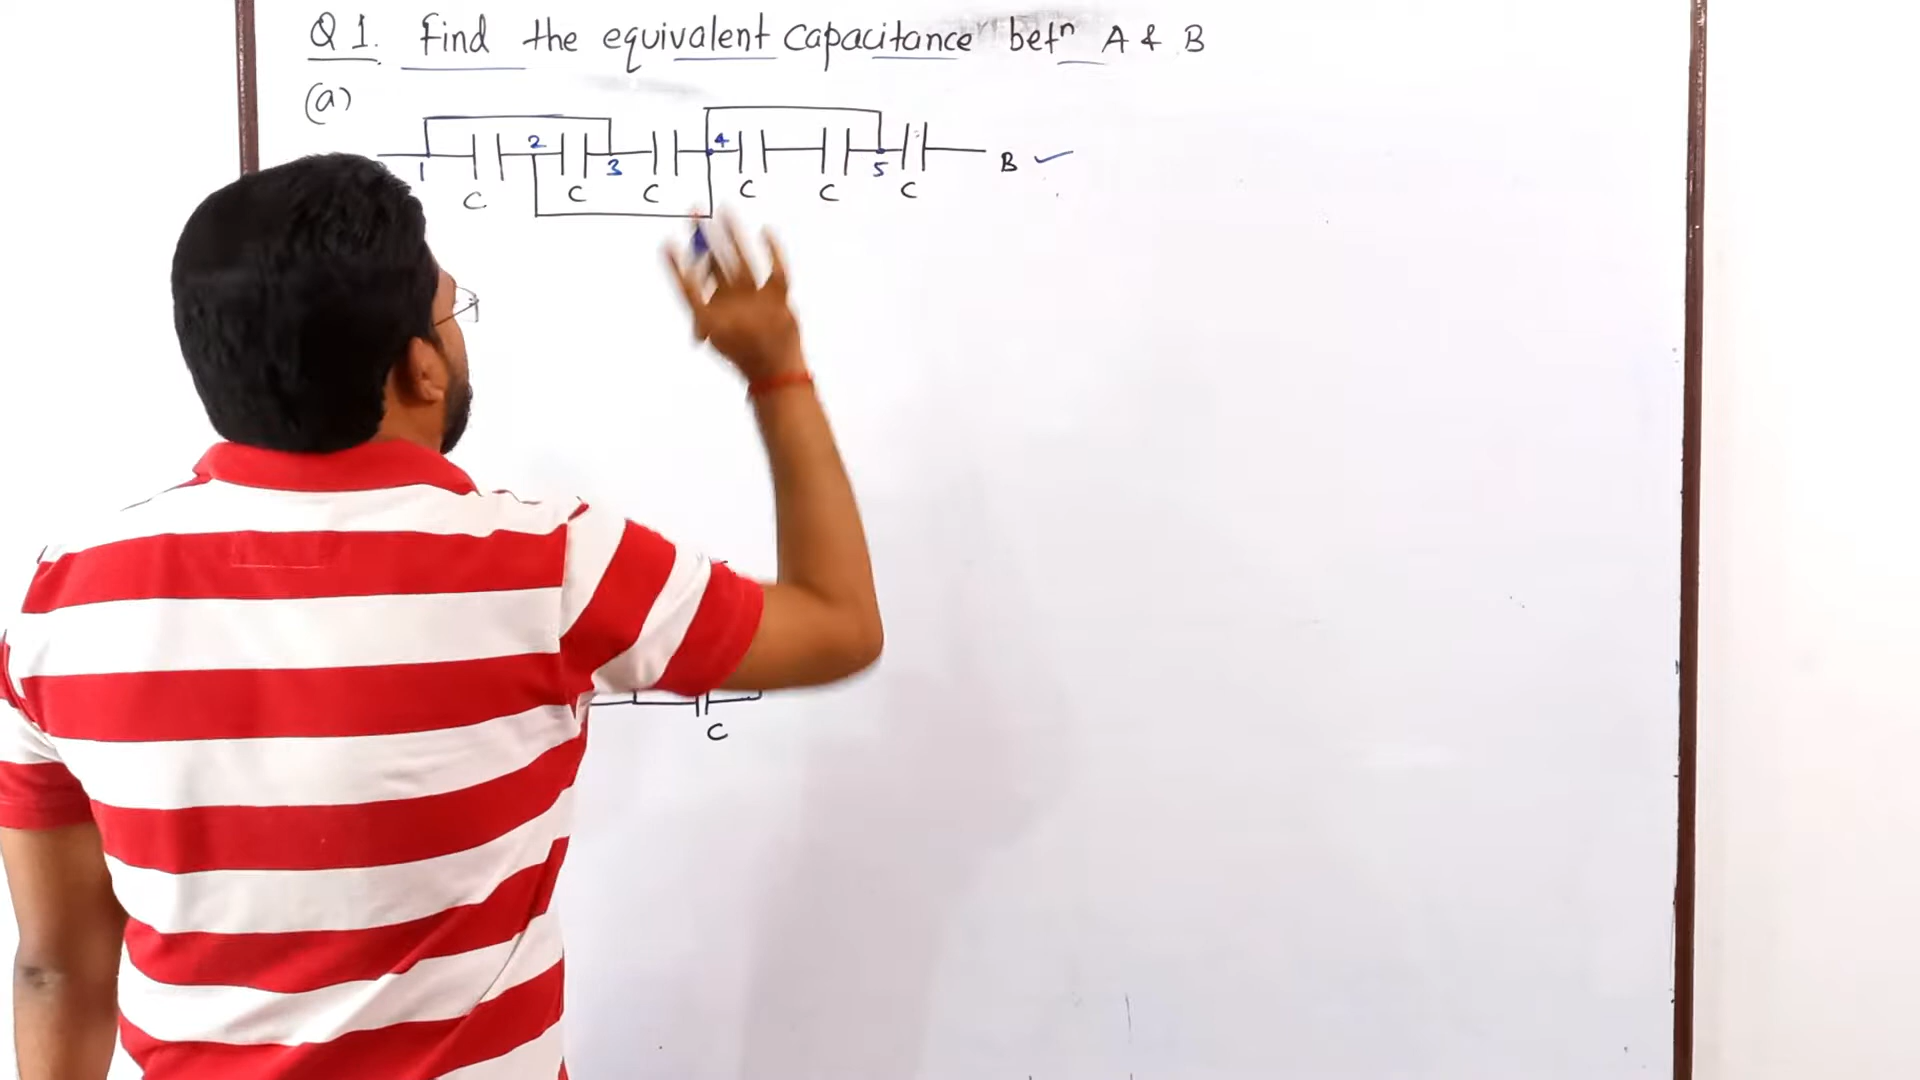 Q 1. Find the equivalent capacitance betn A & B
(a)
1 2 3 4 5 B
C C C C C C
C